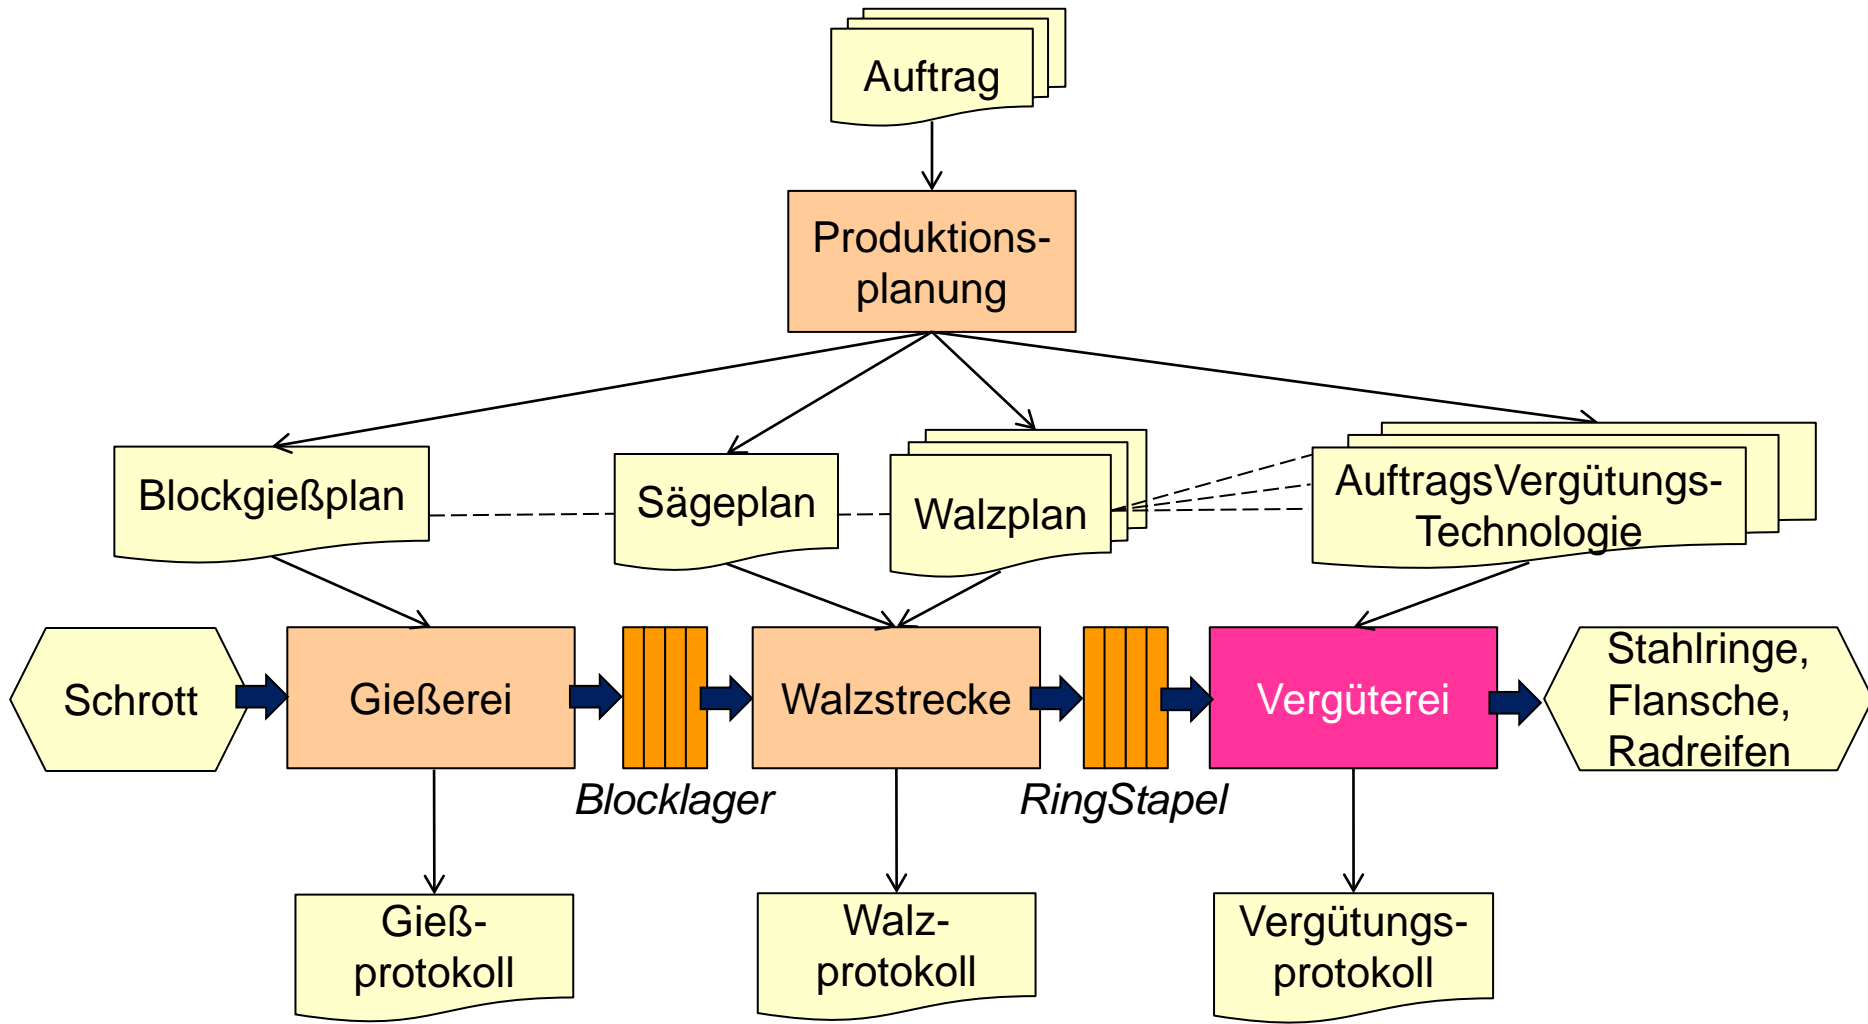 Auftrag
Produktions-
planung
Blockgießplan
Sägeplan
Walzplan
AuftragsVergütungs-
Technologie
Schrott
Gießerei
Walzstrecke
Vergüterei
Stahlringe,
Flansche,
Radreifen
Blocklager
RingStapel
Gieß-
protokoll
Walz-
protokoll
Vergütungs-
protokoll